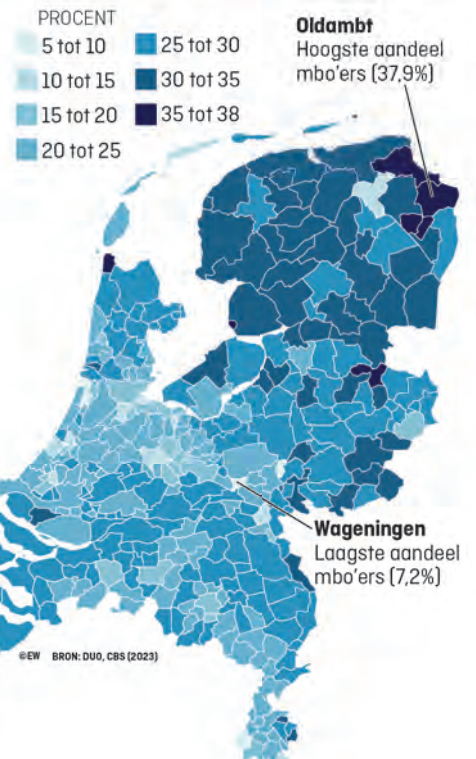 PROCENT
5 tot 10
10 tot 15
15 tot 20
20 tot 25
25 tot 30
30 tot 35
35 tot 38
Oldambt
Hoogste aandeel
mbo'ers (37,9%)
Wageningen
Laagste aandeel
mbo'ers (7,2%)
©EW BRON: DUO, CBS (2023)